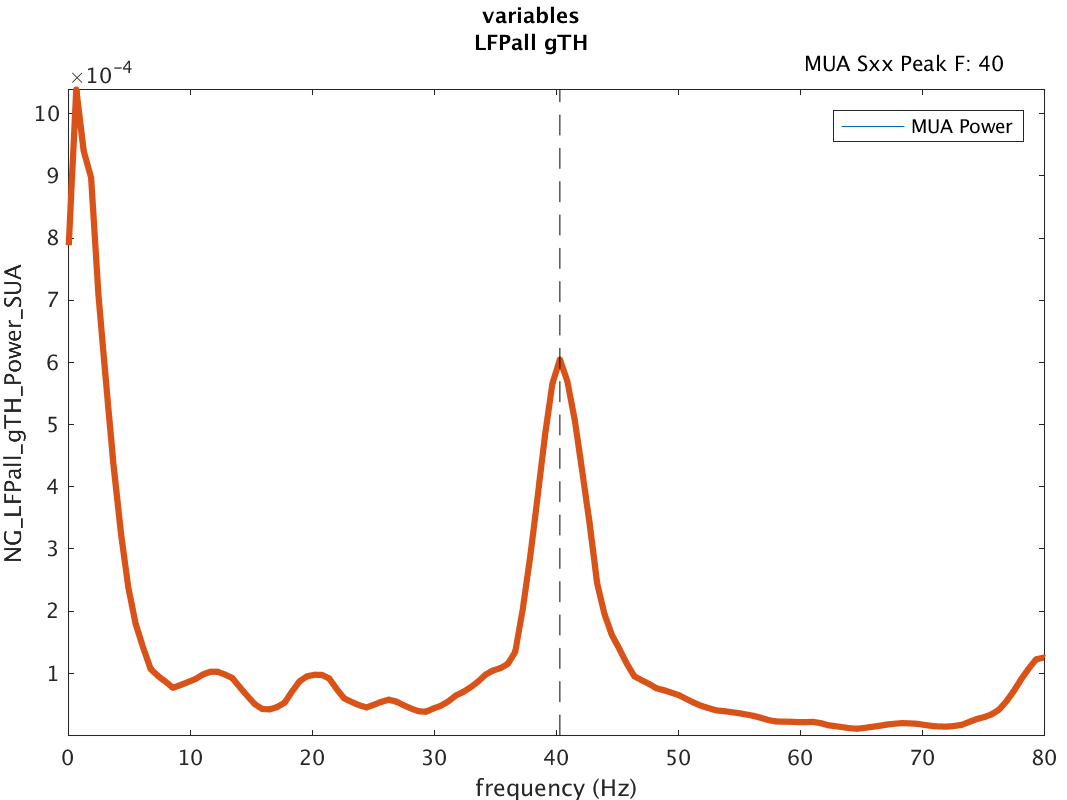 variables
LFPall gTH
MUA Sxx Peak F: 40
×10⁻⁴
MUA Power
10
9
8
7
6
5
4
3
2
1
NG_LFPall_gTH_Power_SUA
0 10 20 30 40 50 60 70 80
frequency (Hz)